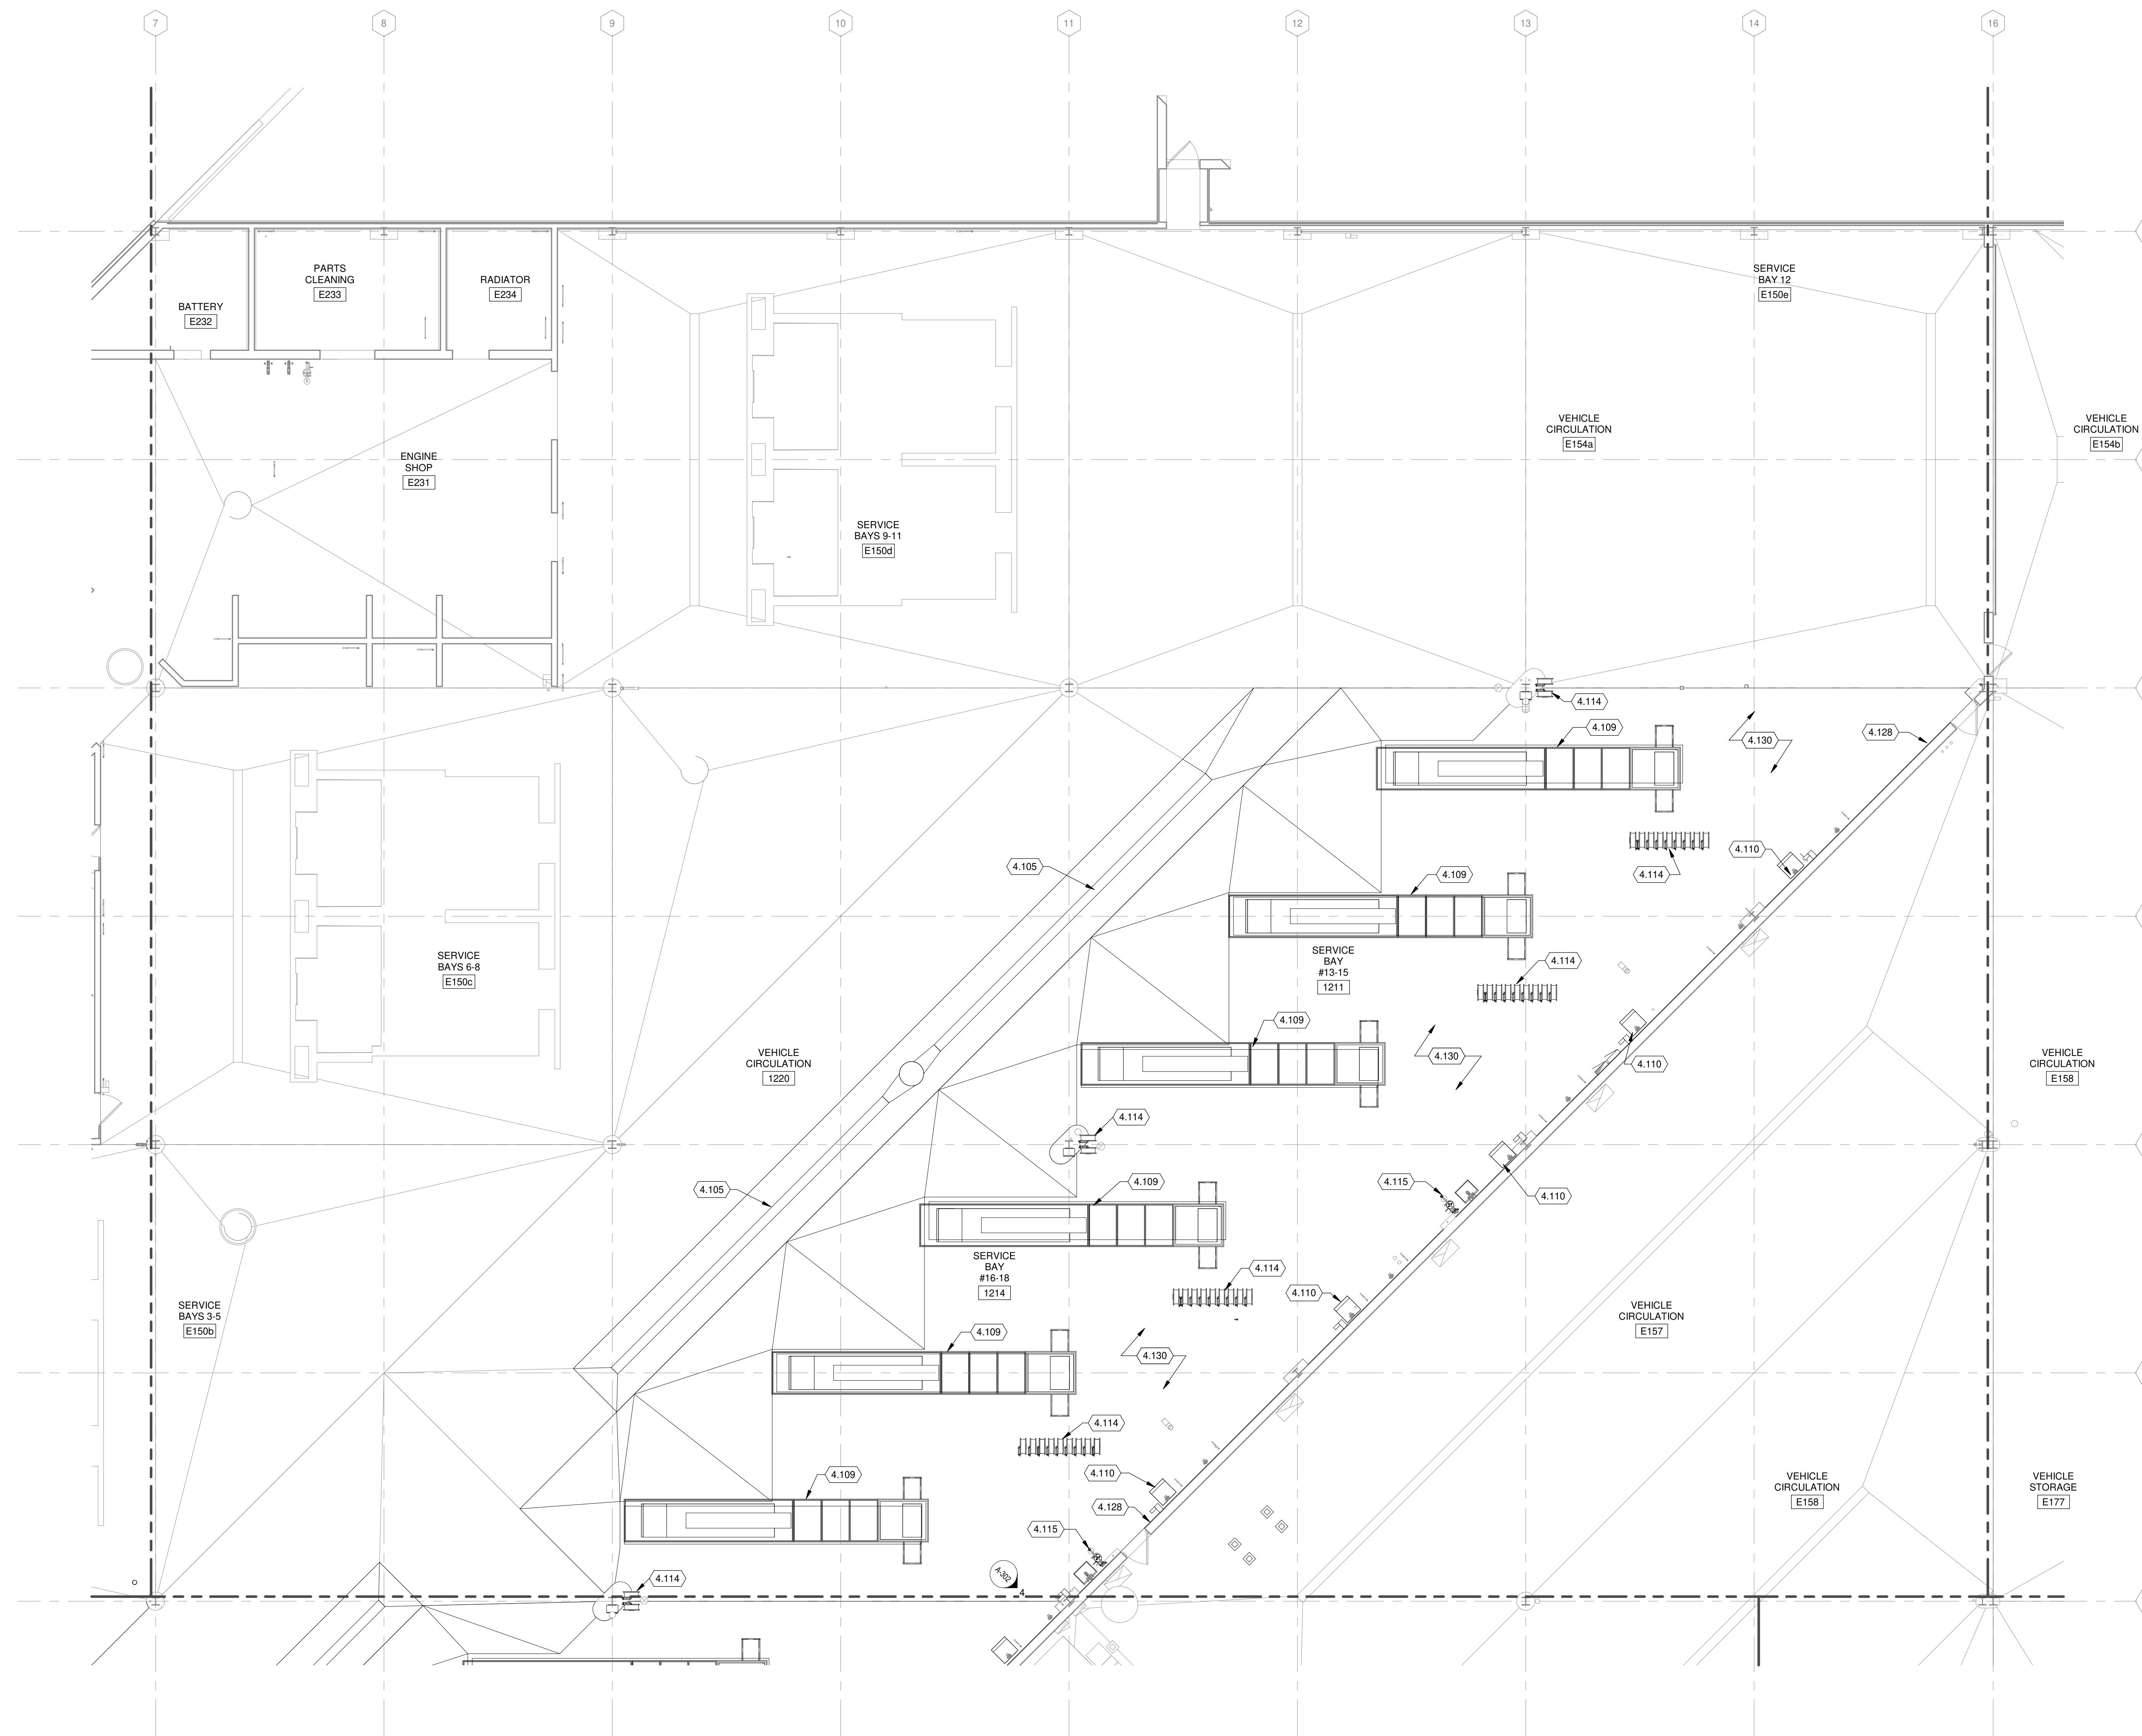 7
8
9
10
11
12
13
14
16
PARTS
CLEANING
E233
RADIATOR
E234
BATTERY
E232
SERVICE
BAY 12
E150e
ENGINE
SHOP
E231
VEHICLE
CIRCULATION
E154a
VEHICLE
CIRCULATION
E154b
SERVICE
BAYS 9-11
E150d
4.114
4.109
4.130
4.128
4.105
4.110
4.114
4.109
SERVICE
BAYS 6-8
E150c
SERVICE
BAY
#13-15
1211
4.114
4.109
4.130
4.110
VEHICLE
CIRCULATION
1220
VEHICLE
CIRCULATION
E158
4.114
4.105
4.109
4.115
4.110
SERVICE
BAY
#16-18
1214
4.114
4.110
SERVICE
BAYS 3-5
E150b
VEHICLE
CIRCULATION
E157
4.109
4.130
4.114
4.109
4.110
4.128
4.115
VEHICLE
CIRCULATION
E158
VEHICLE
STORAGE
E177
4.114
A-302
4